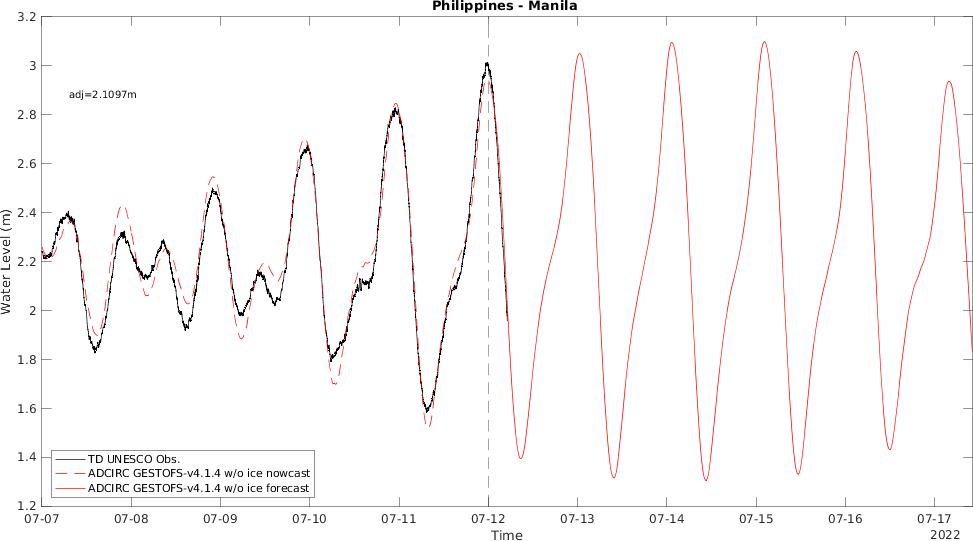 Philippines - Manila
3.2
3
2.8
2.6
2.4
2.2
2
1.8
1.6
1.4
1.2
Water Level (m)
adj=2.1097m
TD UNESCO Obs.
ADCIRC GESTOFS-v4.1.4 w/o ice nowcast
ADCIRC GESTOFS-v4.1.4 w/o ice forecast
07-07 07-08 07-09 07-10 07-11 07-12 07-13 07-14 07-15 07-16 07-17
Time
2022